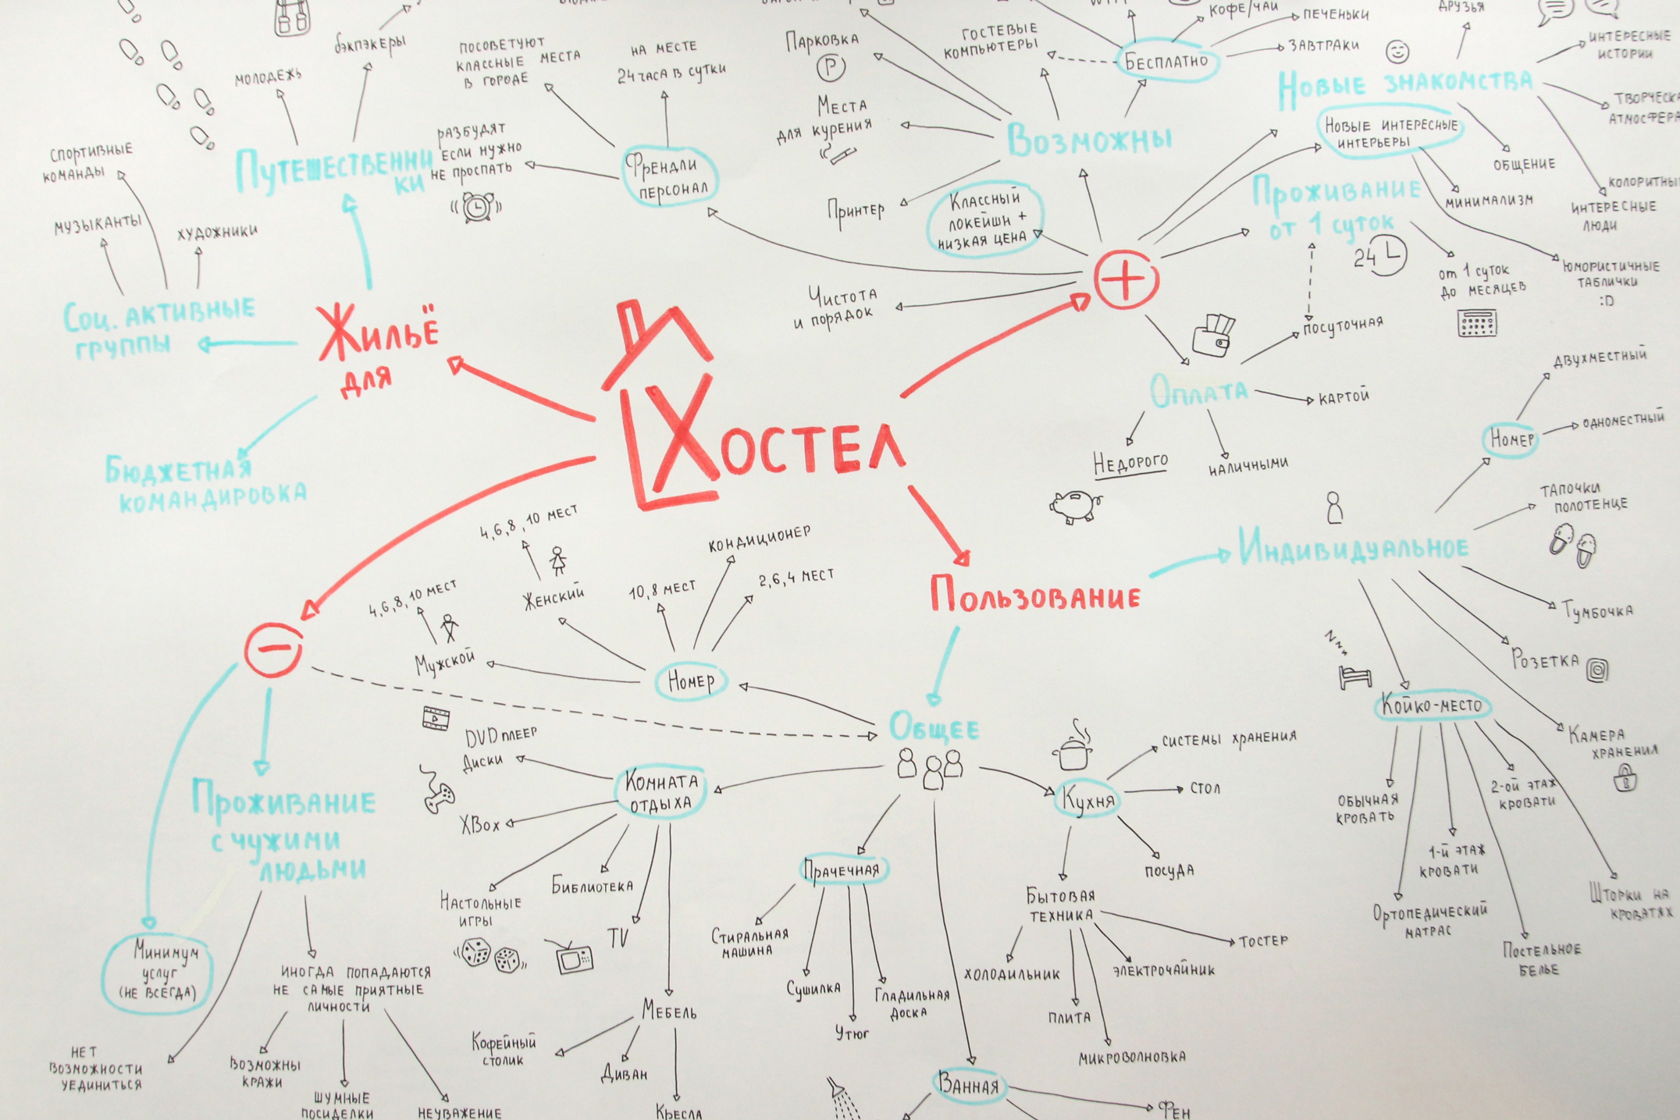 бэкпэкеры
молодежь
посоветуют
классные места
в городе
на месте
24 часа в сутки
Парковка
P
гостевые
компьютеры
Бесплатно
кофе/чай
печеньки
завтраки
друзья
интересные
истории
Новые знакомства
Места
для курения
Возможны
Новые интересные
интерьеры
общение
спортивные
команды
Путешественни
ки
разбудят
если нужно
не проспать
Френдли
персонал
музыканты
художники
Принтер
Классный
локейшн +
низкая цена
Проживание
от 1 суток
24
минимализм
интересные
люди
юмористичные
таблички
:D
от 1 суток
до месяцев
Соц. активные
группы
Жильё
для
Чистота
и порядок
+
посуточная
Оплата
картой
Недорого
наличными
двухместный
одноместный
Номер
Хостел
Бюджетная
командировка
4,6,8,10 мест
кондиционер
Женский
10,8 мест
2,6,4 мест
4,6,8,10 мест
Мужской
Номер
Пользование
Индивидуальное
тапочки
полотенце
Тумбочка
Розетка
Zzz
Койко-место
Камера
хранения
–
DVD плеер
Диски
Общее
системы хранения
стол
Кухня
посуда
Комната
отдыха
XBox
Проживание
с чужими
людьми
обычная
кровать
1-й этаж
кровати
2-ой этаж
кровати
Ортопедический
матрас
Постельное
белье
Шторки на
кроватях
Библиотека
Настольные
игры
TV
Прачечная
Стиральная
машина
Сушилка
Утюг
Гладильная
доска
Бытовая
техника
холодильник
плита
микроволновка
электрочайник
тостер
Минимум
услуг
(не всегда)
иногда попадаются
не самые приятные
личности
нет
возможности
уединиться
возможны
кражи
шумные
посиделки
неуважение
Мебель
Кофейный
столик
Диван
Кресла
Ванная
Фен